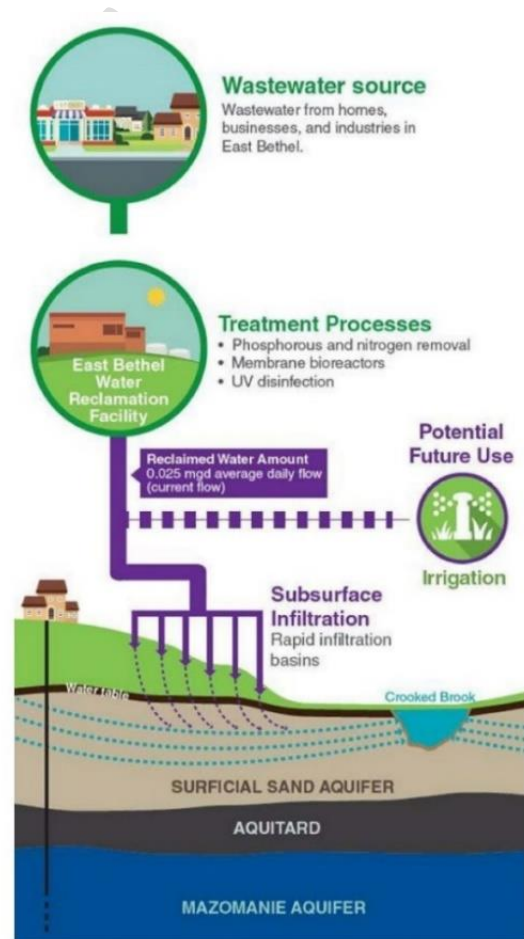 Wastewater source
Wastewater from homes,
businesses, and industries in
East Bethel.
Treatment Processes
• Phosphorous and nitrogen removal
• Membrane bioreactors
• UV disinfection
East Bethel
Water
Reclamation
Facility
Reclaimed Water Amount
0.025 mgd average daily flow
(current flow)
Potential
Future Use
Irrigation
Subsurface
Infiltration
Rapid infiltration
basins
Water table
Crooked Brook
SURFICIAL SAND AQUIFER
AQUITARD
MAZOMANIE AQUIFER